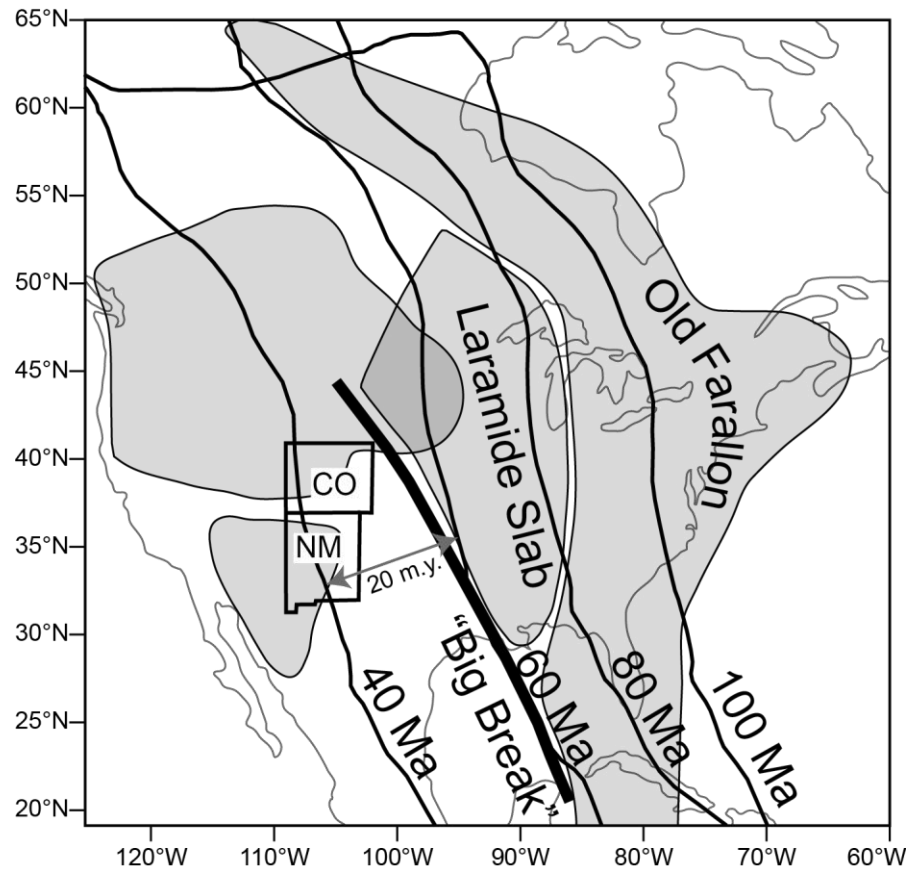 65°N
60°N
55°N
50°N
45°N
40°N
35°N
30°N
25°N
20°N
120°W
110°W
100°W
90°W
80°W
70°W
60°W
Old Farallon
Laramide Slab
CO
NM
20 m.y.
"Big Break"
40 Ma
60 Ma
80 Ma
100 Ma